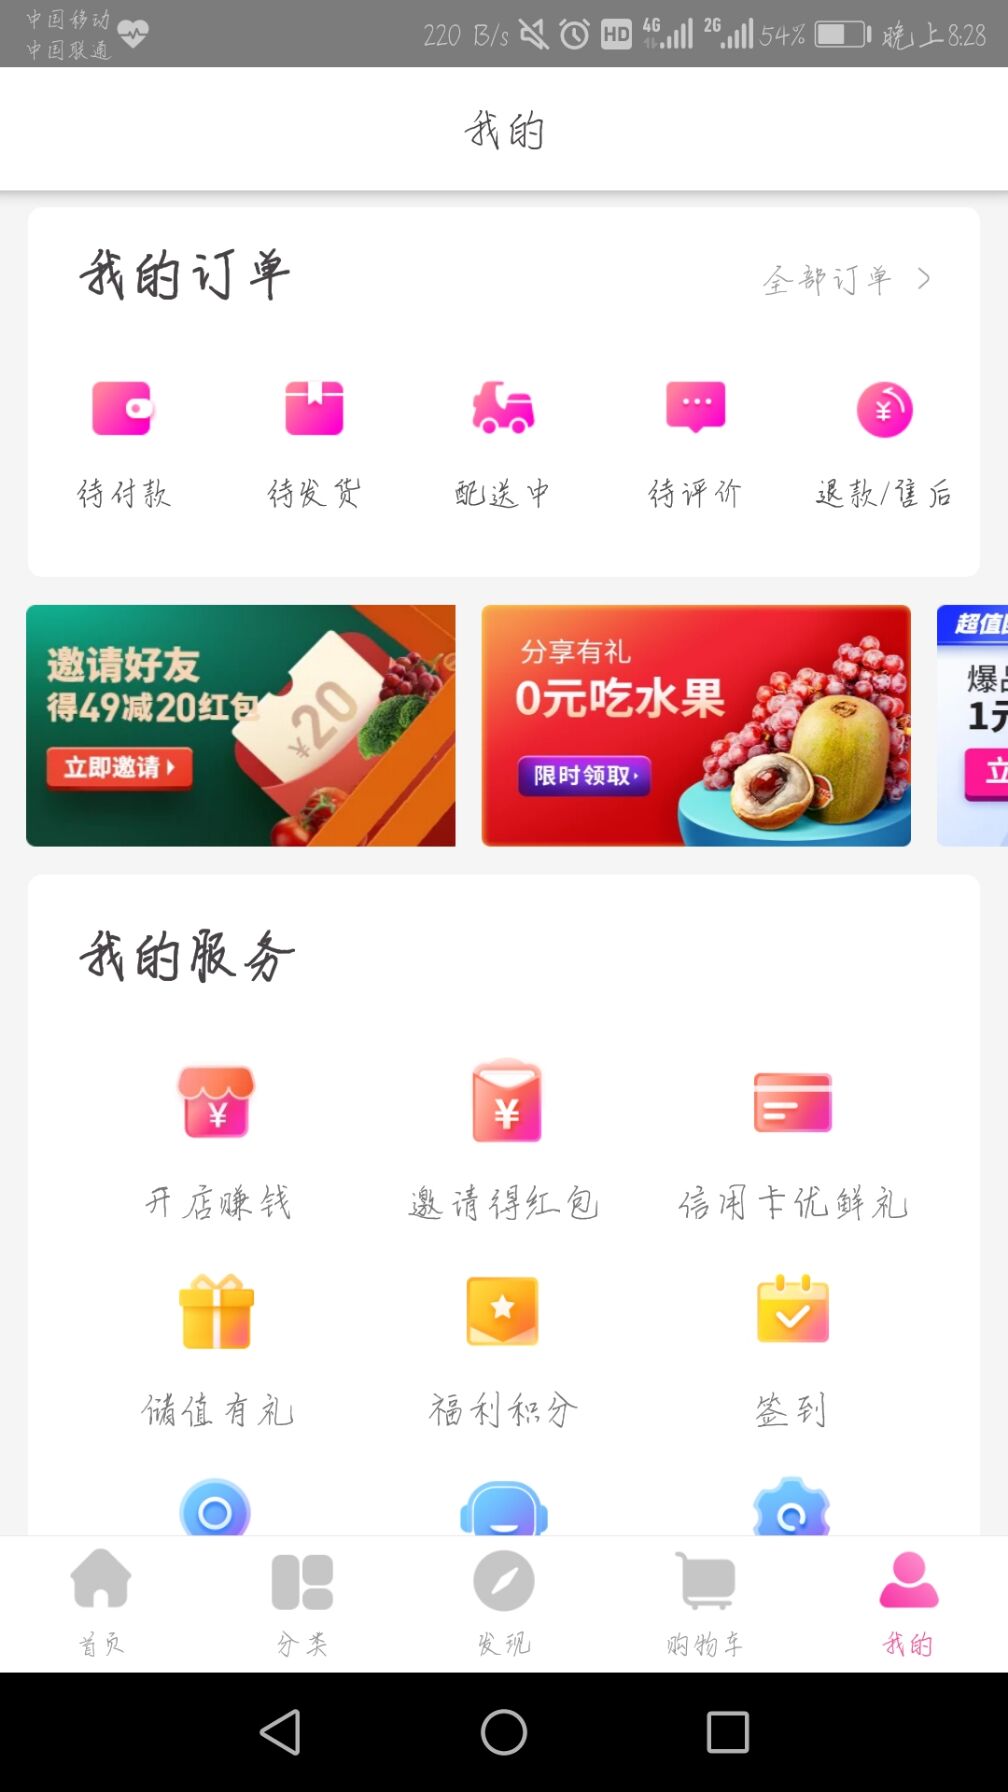 中国移动
中国联通
220 B/s HD 4G 2G 54% 晚上8:28
我的
我的订单
全部订单 >
待付款 待发货 配送中 待评价 退款/售后
邀请好友
得49减20红包
¥20
立即邀请
分享有礼
0元吃水果
限时领取
超值
爆品
1元
立
我的服务
开店赚钱 邀请得红包 信用卡优鲜礼
储值有礼 福利积分 签到
首页 分类 发现 购物车 我的